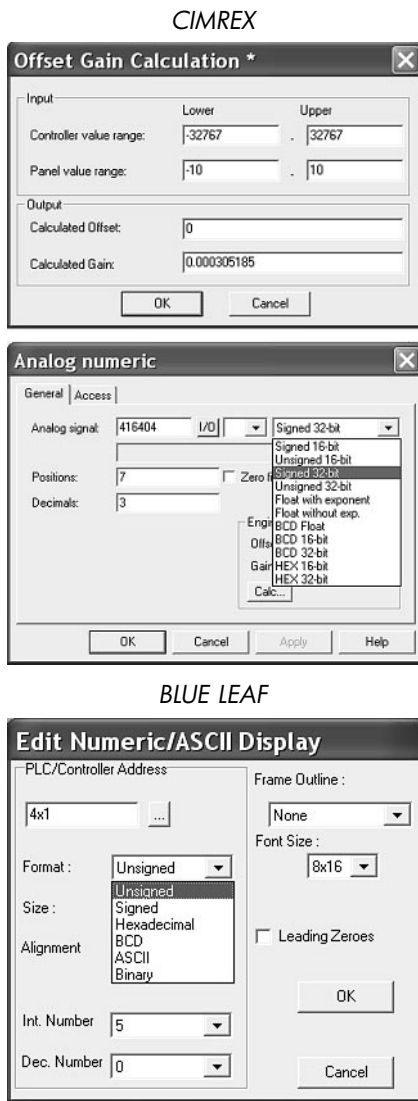 CIMREX
Offset Gain Calculation *
Input
Lower Upper
Controller value range: -32767 . 32767
Panel value range: -10 . 10
Output
Calculated Offset: 0
Calculated Gain: 0.000305185
OK Cancel
Analog numeric
General Access
Analog signal: 416404 I/O Signed 32-bit
Signed 16-bit
Unsigned 16-bit
Positions: 7 Zero Signed 32-bit
Unsigned 32-bit
Decimals: 3 Float with exponent
Float without exp.
Engi BCD Float
Offs BCD 16-bit
BCD 32-bit
Gain HEX 16-bit
HEX 32-bit
Calc...
OK Cancel Apply Help
BLUE LEAF
Edit Numeric/ASCII Display
PLC/Controller Address
Frame Outline :
4x1 ...
None
Font Size :
Format : Unsigned 8x16
Unsigned
Size : Signed
Hexadecimal
BCD Leading Zeroes
Alignment ASCII
Binary
OK
Int. Number 5
Dec. Number 0
Cancel